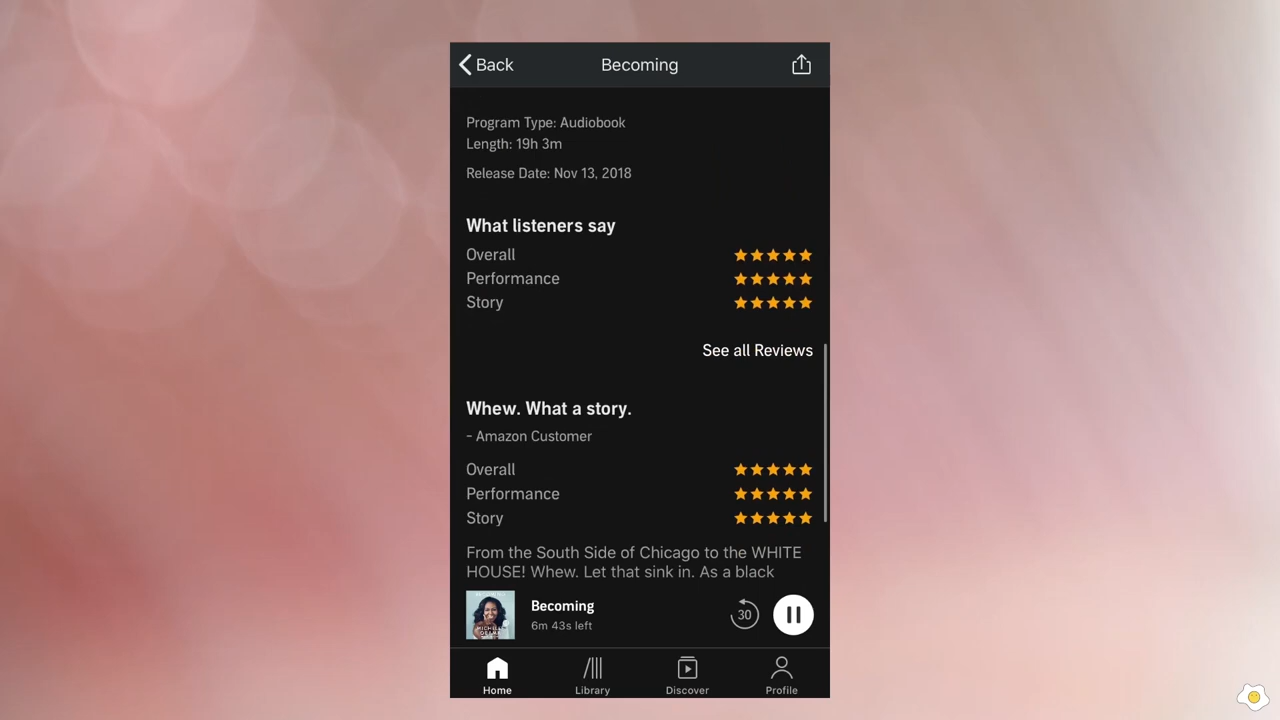 Back
Becoming
Program Type: Audiobook
Length: 19h 3m
Release Date: Nov 13, 2018
What listeners say
Overall
Performance
Story
See all Reviews
Whew. What a story.
- Amazon Customer
Overall
Performance
Story
From the South Side of Chicago to the WHITE
HOUSE! Whew. Let that sink in. As a black
Becoming
6m 43s left
30
MICHELLE
OBAMA
Home
Library
Discover
Profile